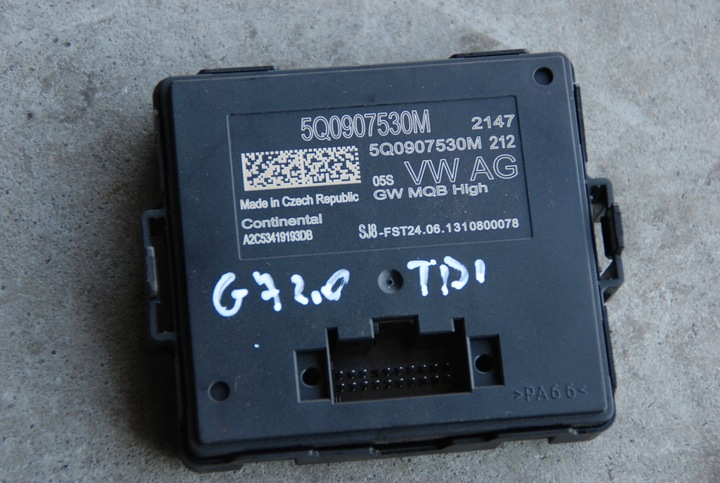 5Q0907530M 2147
5Q0907530M 212
05S VW AG
GW MQB High
Made in Czech Republic
Continental
A2C53419193DB
SJ8-FST24.06.1310800078
G7 2.0 TDI
>PA66<